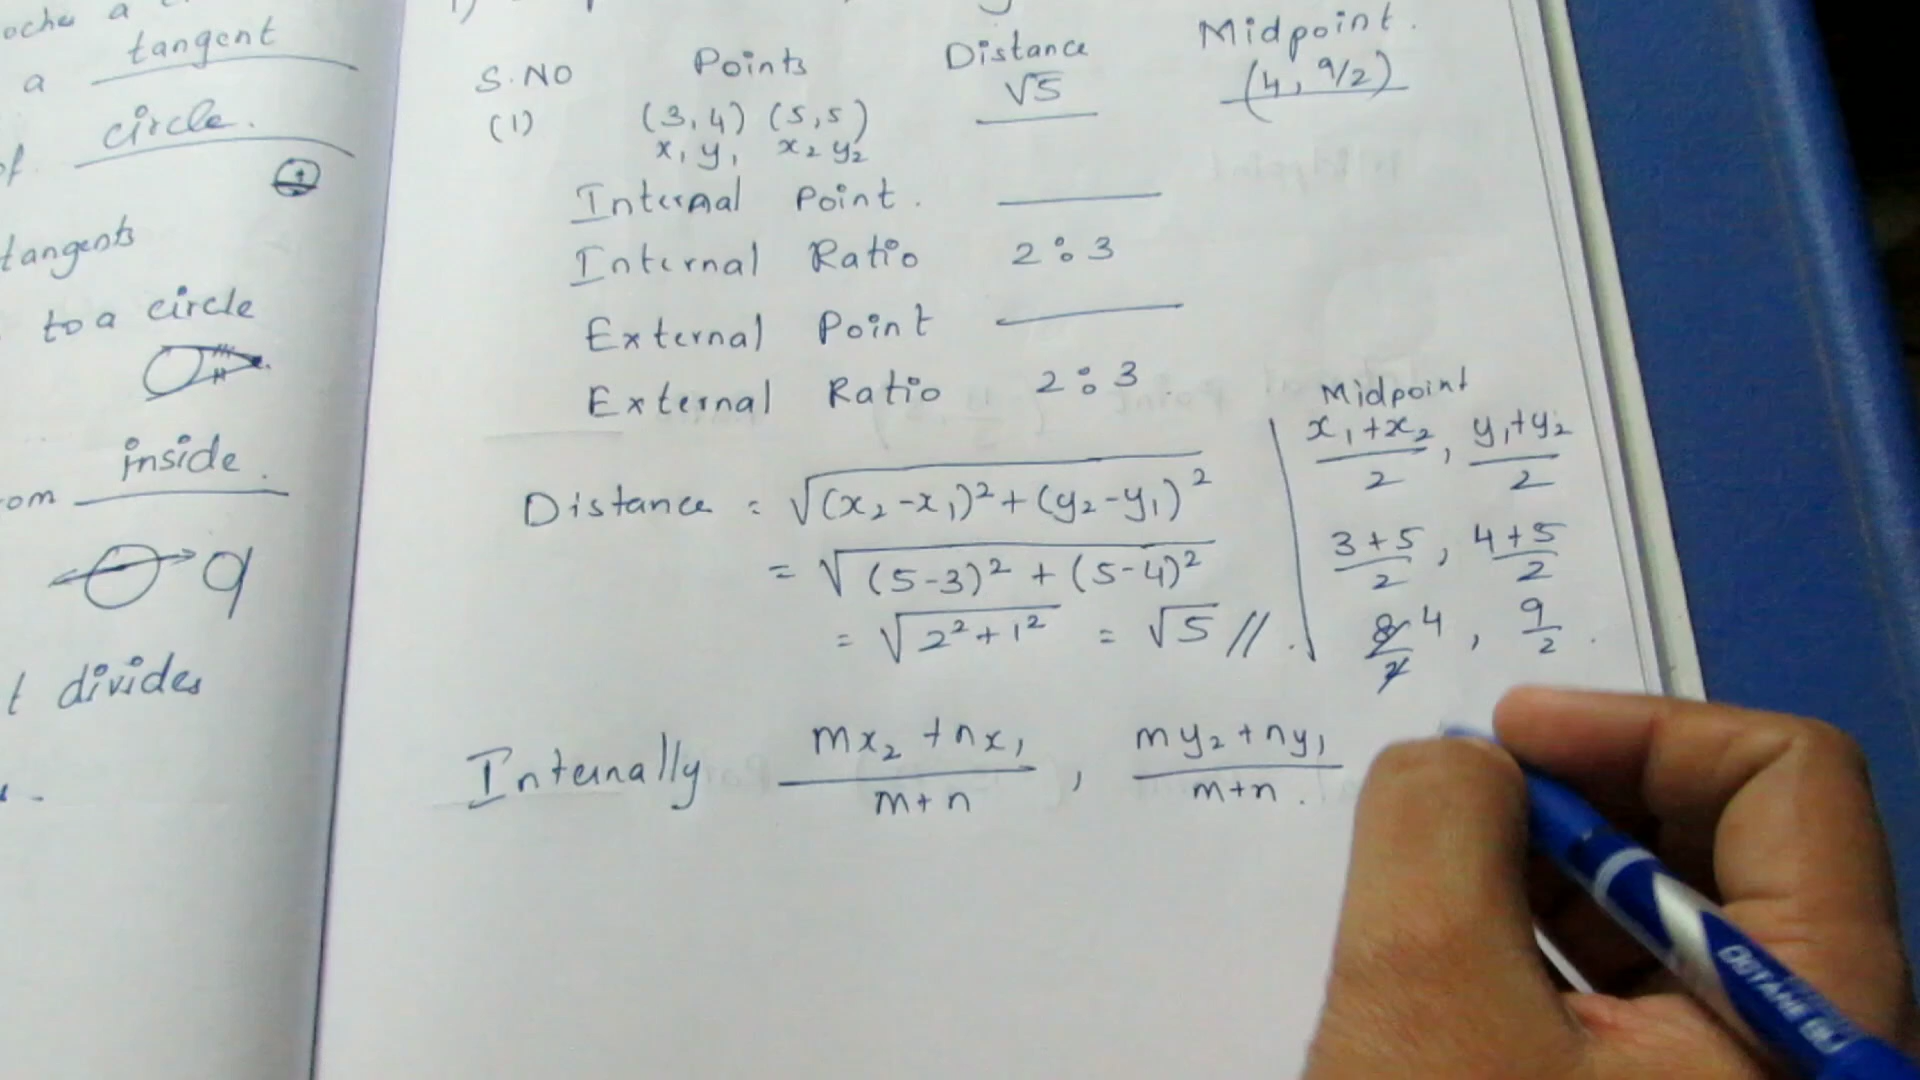 a
tangent
a
circle.
of
tangents
to a circle
inside.
om
t divides
S.NO Points Distance Midpoint.
(1) (3,4) (5,5) √5 (4, 9/2)
x₁ y₁ x₂ y₂
Internal Point.
Internal Ratio 2:3
External Point
External Ratio 2:3
Distance = √(x₂-x₁)²+(y₂-y₁)²
= √(5-3)² + (5-4)²
= √2²+1² = √5 //.
Midpoint
x₁+x₂/2, y₁+y₂/2
3+5/2, 4+5/2
8/2 4, 9/2.
Internally mx₂+nx₁/m+n, my₂+ny₁/m+n.